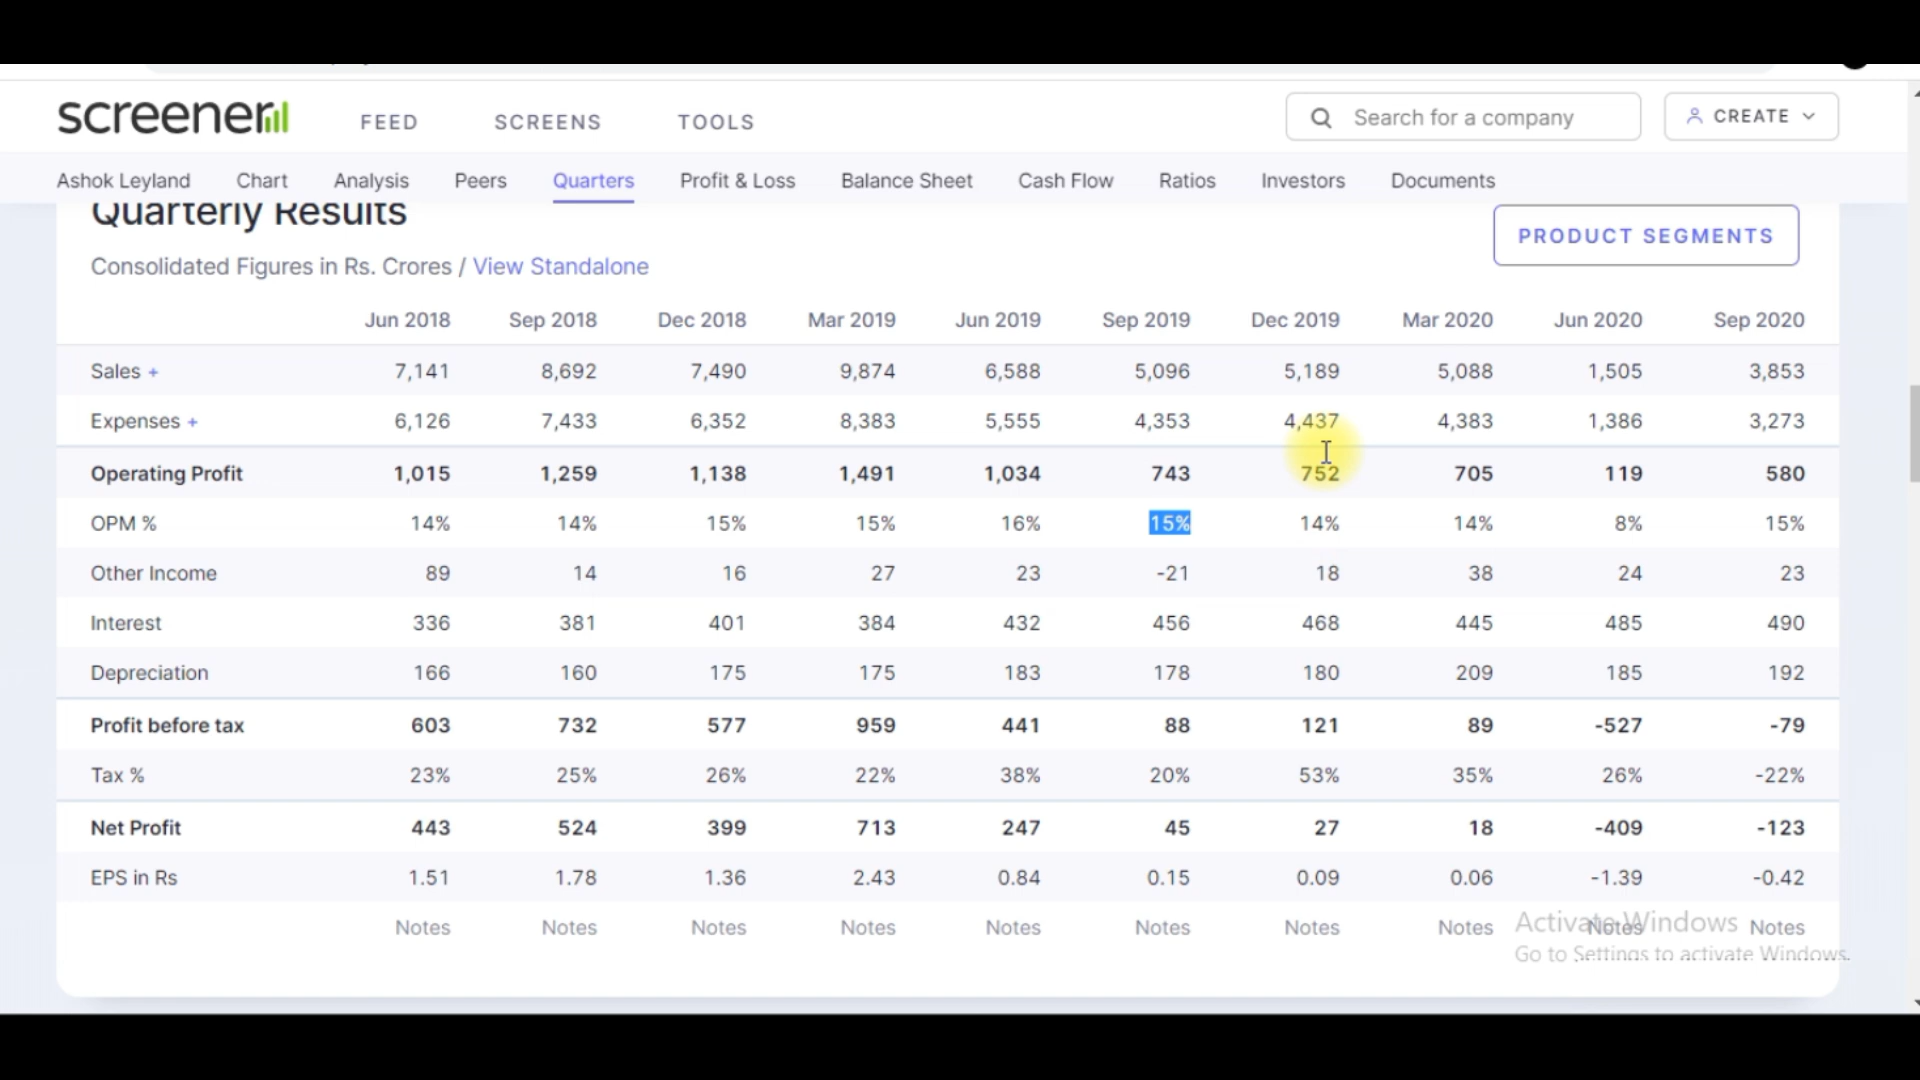 screener
FEED SCREENS TOOLS
Search for a company
CREATE
Ashok Leyland Chart Analysis Peers Quarters Profit & Loss Balance Sheet Cash Flow Ratios Investors Documents
Quarterly Results
PRODUCT SEGMENTS
Consolidated Figures in Rs. Crores / View Standalone
Jun 2018 Sep 2018 Dec 2018 Mar 2019 Jun 2019 Sep 2019 Dec 2019 Mar 2020 Jun 2020 Sep 2020
Sales + 7,141 8,692 7,490 9,874 6,588 5,096 5,189 5,088 1,505 3,853
Expenses + 6,126 7,433 6,352 8,383 5,555 4,353 4,437 4,383 1,386 3,273
Operating Profit 1,015 1,259 1,138 1,491 1,034 743 752 705 119 580
OPM % 14% 14% 15% 15% 16% 15% 14% 14% 8% 15%
Other Income 89 14 16 27 23 -21 18 38 24 23
Interest 336 381 401 384 432 456 468 445 485 490
Depreciation 166 160 175 175 183 178 180 209 185 192
Profit before tax 603 732 577 959 441 88 121 89 -527 -79
Tax % 23% 25% 26% 22% 38% 20% 53% 35% 26% -22%
Net Profit 443 524 399 713 247 45 27 18 -409 -123
EPS in Rs 1.51 1.78 1.36 2.43 0.84 0.15 0.09 0.06 -1.39 -0.42
Notes Notes Notes Notes Notes Notes Notes Notes Notes Notes
Activate Windows
Go to Settings to activate Windows.